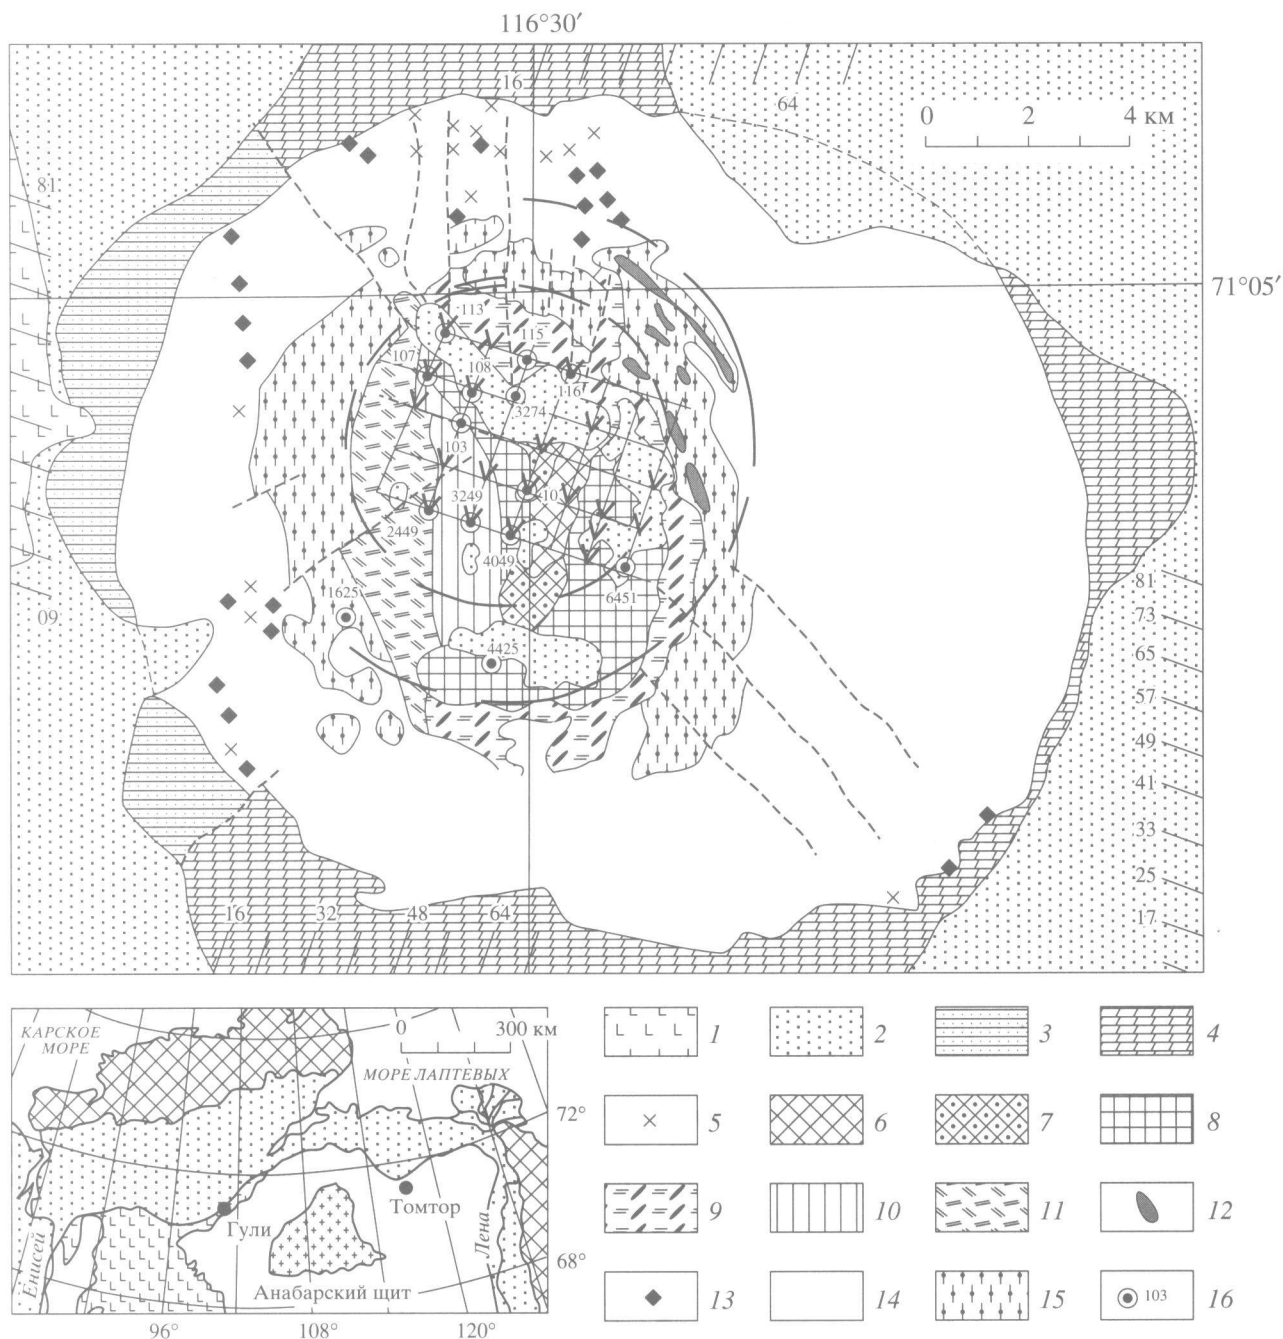 116°30′
16
64
0 2 4 км
81
71°05′
113
115
107
108
116
3274
103
3249
10
2449
4049
1625
6451
09
4425
81
73
65
57
49
41
33
25
17
16 32 48 64
КАРСКОЕ
МОРЕ
0 300 км
МОРЕ ЛАПТЕВЫХ
72°
Томтор
Гули
Енисей
Лена
68°
Анабарский щит
96° 108° 120°
1 2 3 4
5 6 7 8
9 10 11 12
13 14 15 103 16